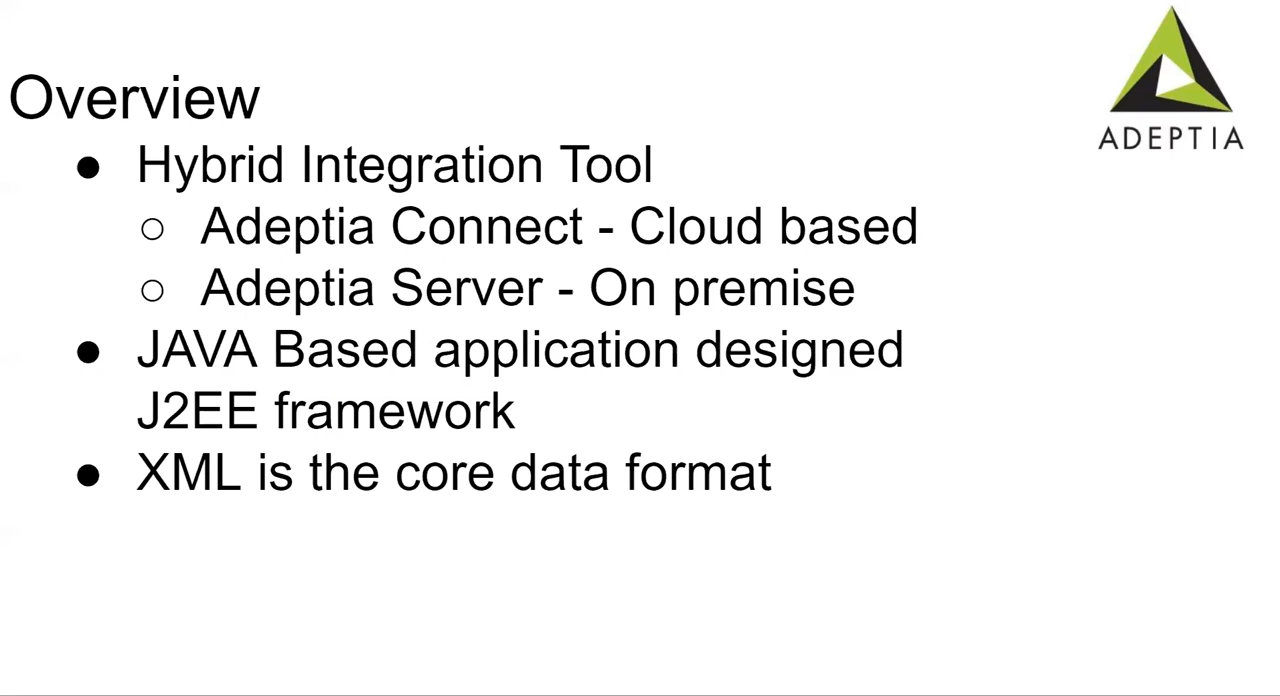 ADEPTIA
Overview
● Hybrid Integration Tool
○ Adeptia Connect - Cloud based
○ Adeptia Server - On premise
● JAVA Based application designed
J2EE framework
● XML is the core data format